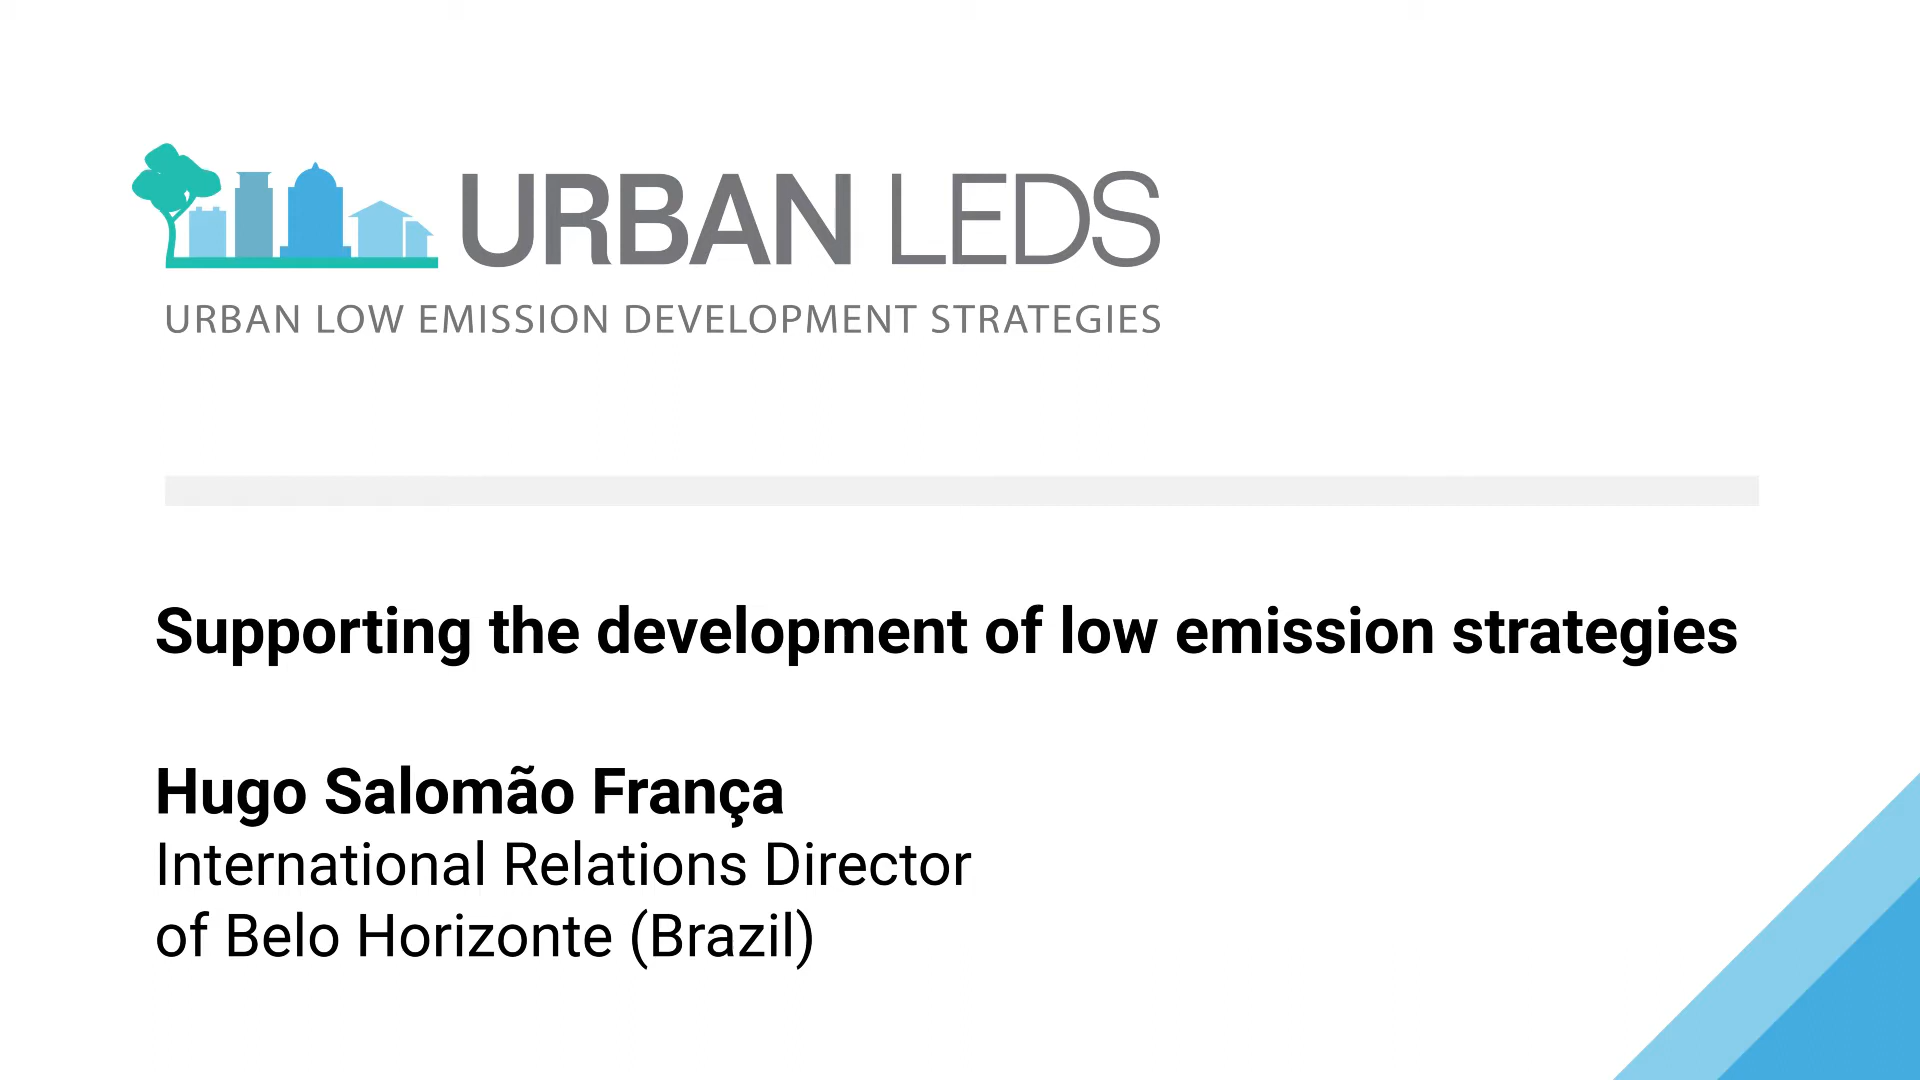 URBAN LEDS
URBAN LOW EMISSION DEVELOPMENT STRATEGIES
Supporting the development of low emission strategies
Hugo Salomão França
International Relations Director
of Belo Horizonte (Brazil)